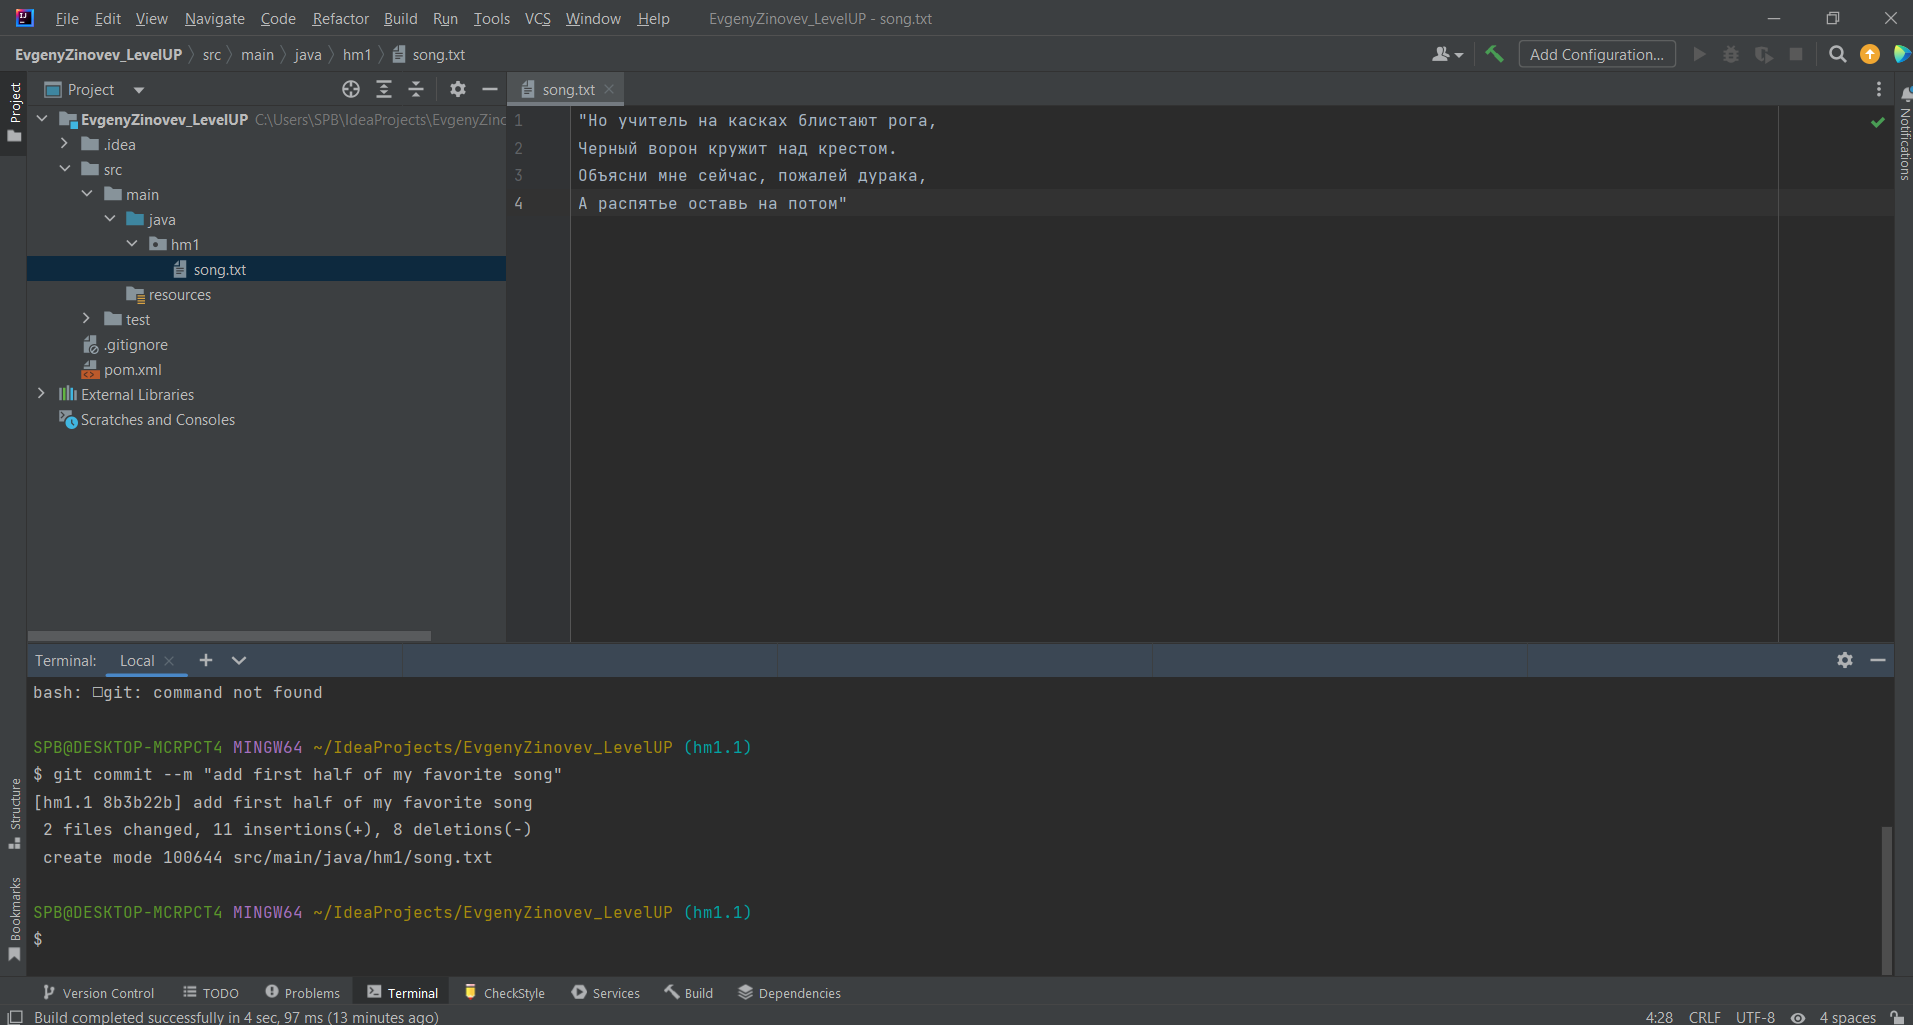 File Edit View Navigate Code Refactor Build Run Tools VCS Window Help EvgenyZinovev_LevelUP - song.txt
EvgenyZinovev_LevelUP src main java hm1 song.txt Add Configuration...
Project
Project
song.txt
Notifications
EvgenyZinovev_LevelUP C:\Users\SPB\IdeaProjects\EvgenyZinc
.idea
src
main
java
hm1
song.txt
resources
test
.gitignore
pom.xml
External Libraries
Scratches and Consoles
1 "Но учитель на касках блистают рога,
2 Черный ворон кружит над крестом.
3 Объясни мне сейчас, пожалей дурака,
4 А распятье оставь на потом"
Terminal: Local
bash: □git: command not found
SPB@DESKTOP-MCRPCT4 MINGW64 ~/IdeaProjects/EvgenyZinovev_LevelUP (hm1.1)
$ git commit --m "add first half of my favorite song"
[hm1.1 8b3b22b] add first half of my favorite song
2 files changed, 11 insertions(+), 8 deletions(-)
create mode 100644 src/main/java/hm1/song.txt
SPB@DESKTOP-MCRPCT4 MINGW64 ~/IdeaProjects/EvgenyZinovev_LevelUP (hm1.1)
$
Structure
Bookmarks
Version Control TODO Problems Terminal CheckStyle Services Build Dependencies
Build completed successfully in 4 sec, 97 ms (13 minutes ago) 4:28 CRLF UTF-8 4 spaces